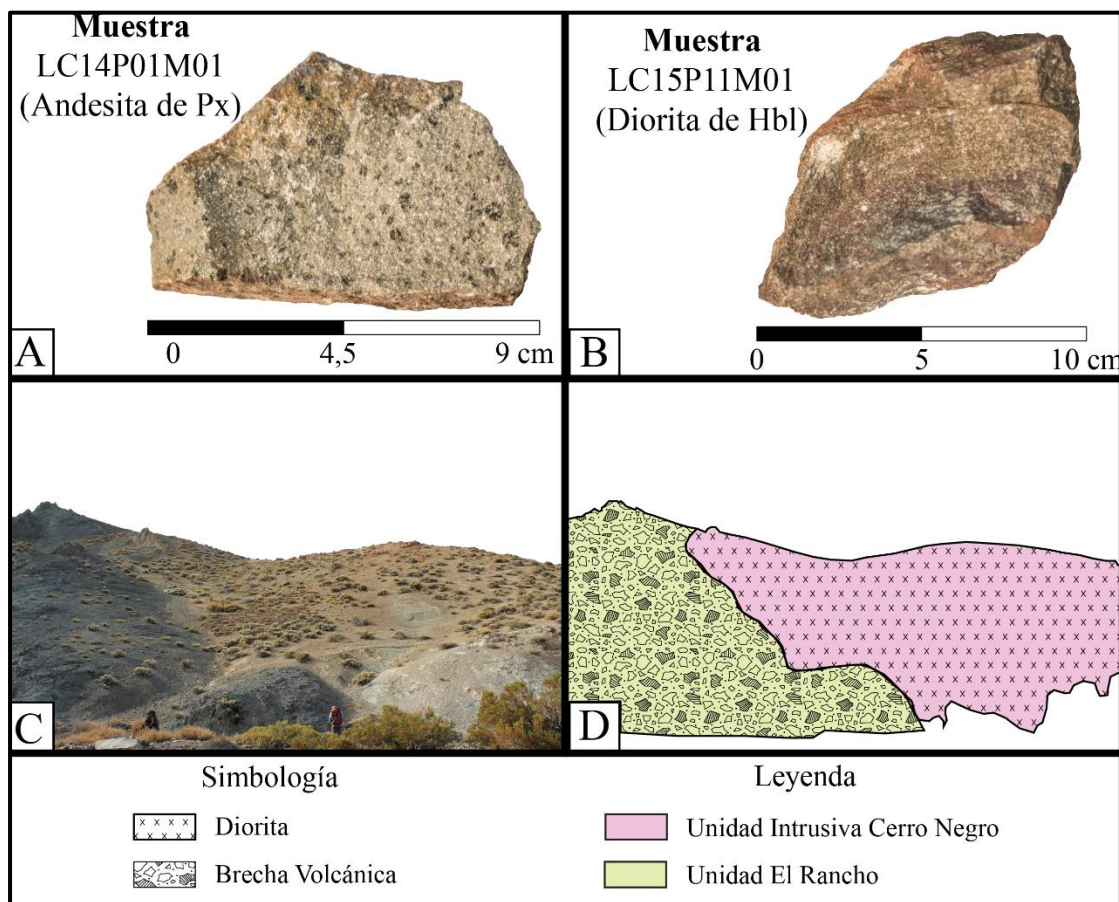 Muestra
LC14P01M01
(Andesita de Px)
0 4,5 9 cm
A
Muestra
LC15P11M01
(Diorita de Hbl)
0 5 10 cm
B
C
D
Simbología
Diorita
Brecha Volcánica
Leyenda
Unidad Intrusiva Cerro Negro
Unidad El Rancho